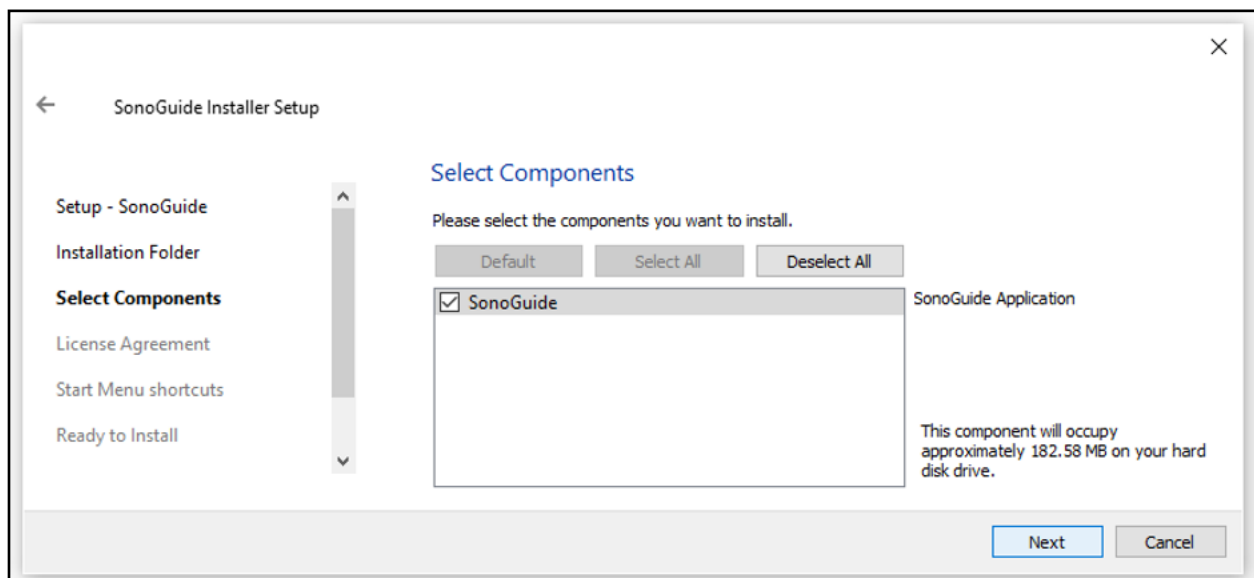 SonoGuide Installer Setup
Setup - SonoGuide
Installation Folder
Select Components
License Agreement
Start Menu shortcuts
Ready to Install
Select Components
Please select the components you want to install.
Default
Select All
Deselect All
SonoGuide
SonoGuide Application
This component will occupy
approximately 182.58 MB on your hard
disk drive.
Next
Cancel